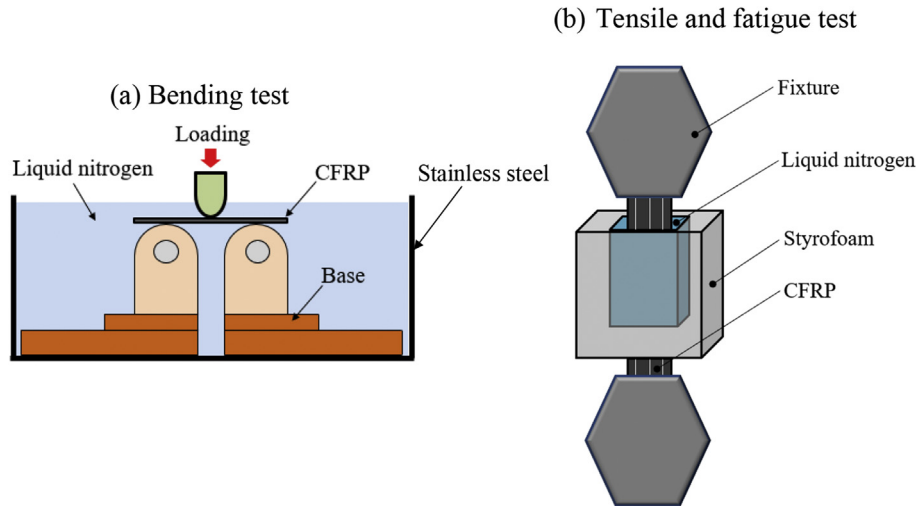 (a) Bending test
Loading
Liquid nitrogen
CFRP
Stainless steel
Base
(b) Tensile and fatigue test
Fixture
Liquid nitrogen
Styrofoam
CFRP